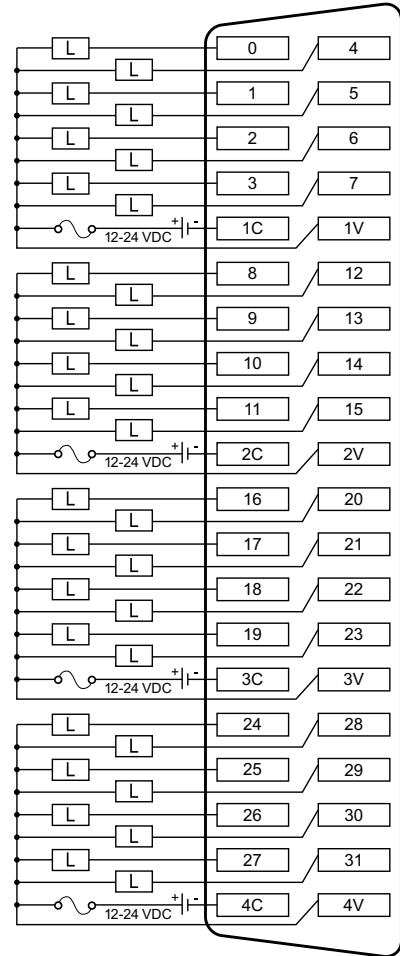 L 0 4
L
L 1 5
L
L 2 6
L
L 3 7
L
12-24 VDC + - 1C 1V
L 8 12
L
L 9 13
L
L 10 14
L
L 11 15
L
12-24 VDC + - 2C 2V
L 16 20
L
L 17 21
L
L 18 22
L
L 19 23
L
12-24 VDC + - 3C 3V
L 24 28
L
L 25 29
L
L 26 30
L
L 27 31
L
12-24 VDC + - 4C 4V